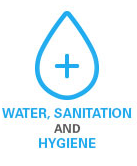 WATER, SANITATION
AND
HYGIENE